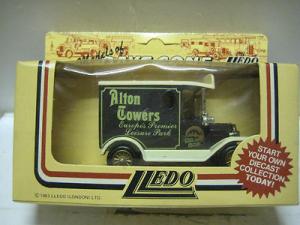 Models of
DAYS GONE
LLEDO
Alton
Towers
Europe's Premier
Leisure Park
START
YOUR OWN
DIECAST
COLLECTION
TODAY!
LLEDO
© 1983 LLEDO (LONDON) LTD.